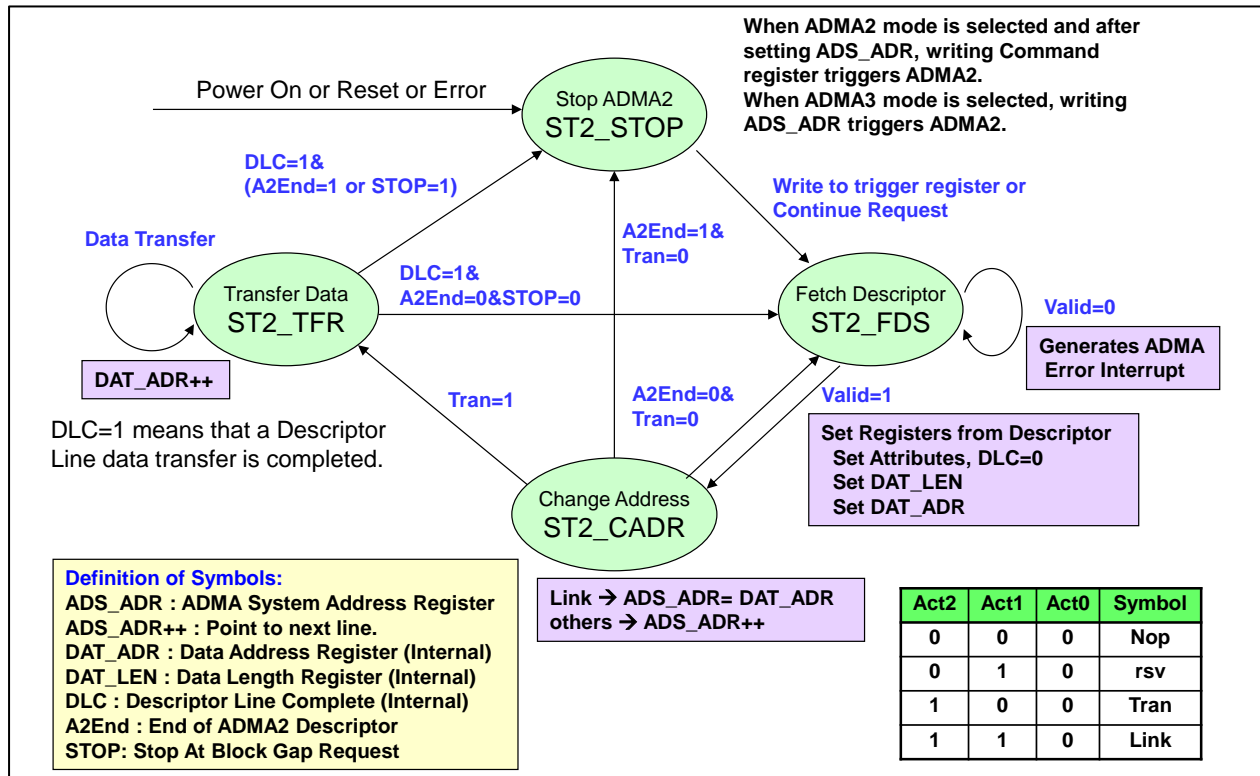 When ADMA2 mode is selected and after
setting ADS_ADR, writing Command
register triggers ADMA2.
When ADMA3 mode is selected, writing
ADS_ADR triggers ADMA2.
Power On or Reset or Error
Stop ADMA2
ST2_STOP
DLC=1&
(A2End=1 or STOP=1)
Write to trigger register or
Continue Request
A2End=1&
Tran=0
Data Transfer
DLC=1&
A2End=0&STOP=0
Transfer Data
ST2_TFR
Fetch Descriptor
ST2_FDS
Valid=0
Generates ADMA
Error Interrupt
DAT_ADR++
Tran=1
A2End=0&
Tran=0
Valid=1
DLC=1 means that a Descriptor
Line data transfer is completed.
Set Registers from Descriptor
Set Attributes, DLC=0
Set DAT_LEN
Set DAT_ADR
Change Address
ST2_CADR
Definition of Symbols:
ADS_ADR : ADMA System Address Register
ADS_ADR++ : Point to next line.
DAT_ADR : Data Address Register (Internal)
DAT_LEN : Data Length Register (Internal)
DLC : Descriptor Line Complete (Internal)
A2End : End of ADMA2 Descriptor
STOP: Stop At Block Gap Request
Link → ADS_ADR= DAT_ADR
others → ADS_ADR++
Act2 Act1 Act0 Symbol
0 0 0 Nop
0 1 0 rsv
1 0 0 Tran
1 1 0 Link